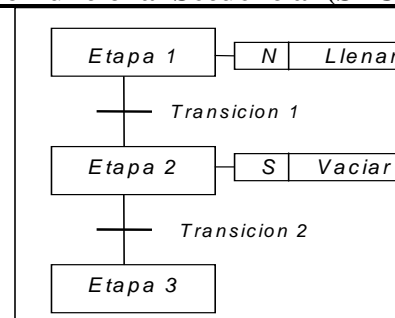 Etapa 1 N Llenar
Transicion 1
Etapa 2 S Vaciar
Transicion 2
Etapa 3